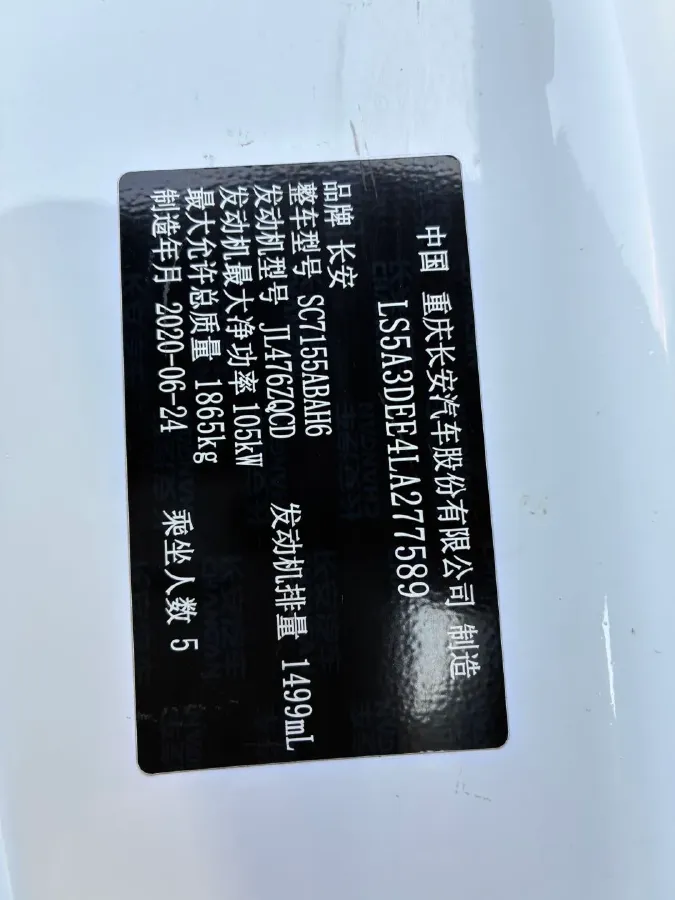 中国 重庆长安汽车股份有限公司 制造
LS5A3DEE4LA277589
品牌 长安
整车型号 SC7155ABAH6
发动机型号 JL476ZQCD 发动机排量 1499mL
发动机最大净功率 105kW
最大允许总质量 1865kg
制造年月 2020-06-24 乘坐人数 5